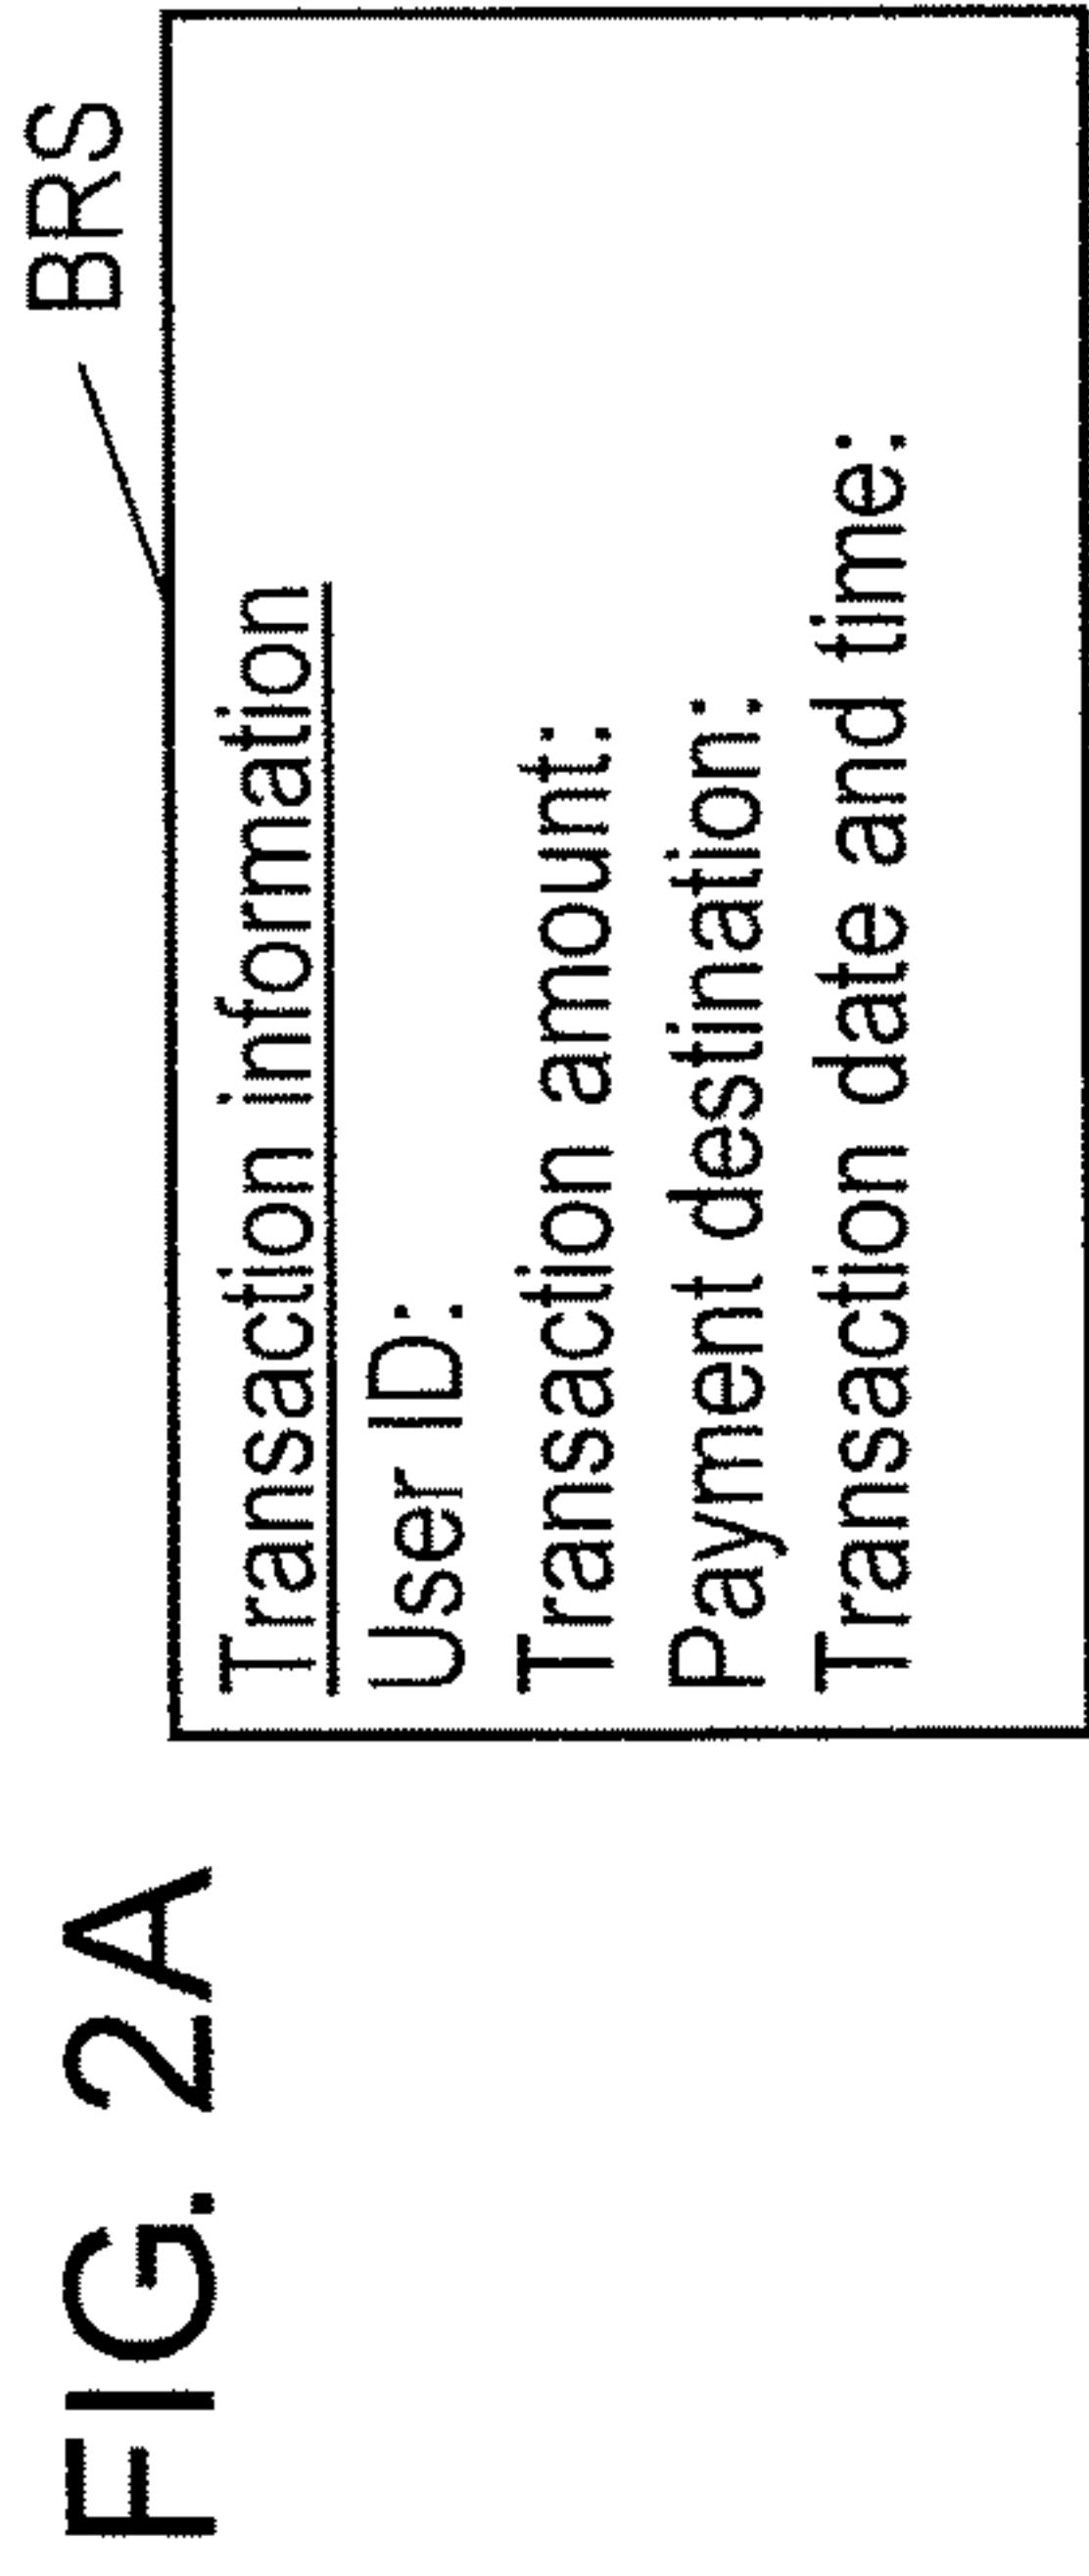 FIG. 2A
BRS
Transaction information
User ID:
Transaction amount:
Payment destination:
Transaction date and time: